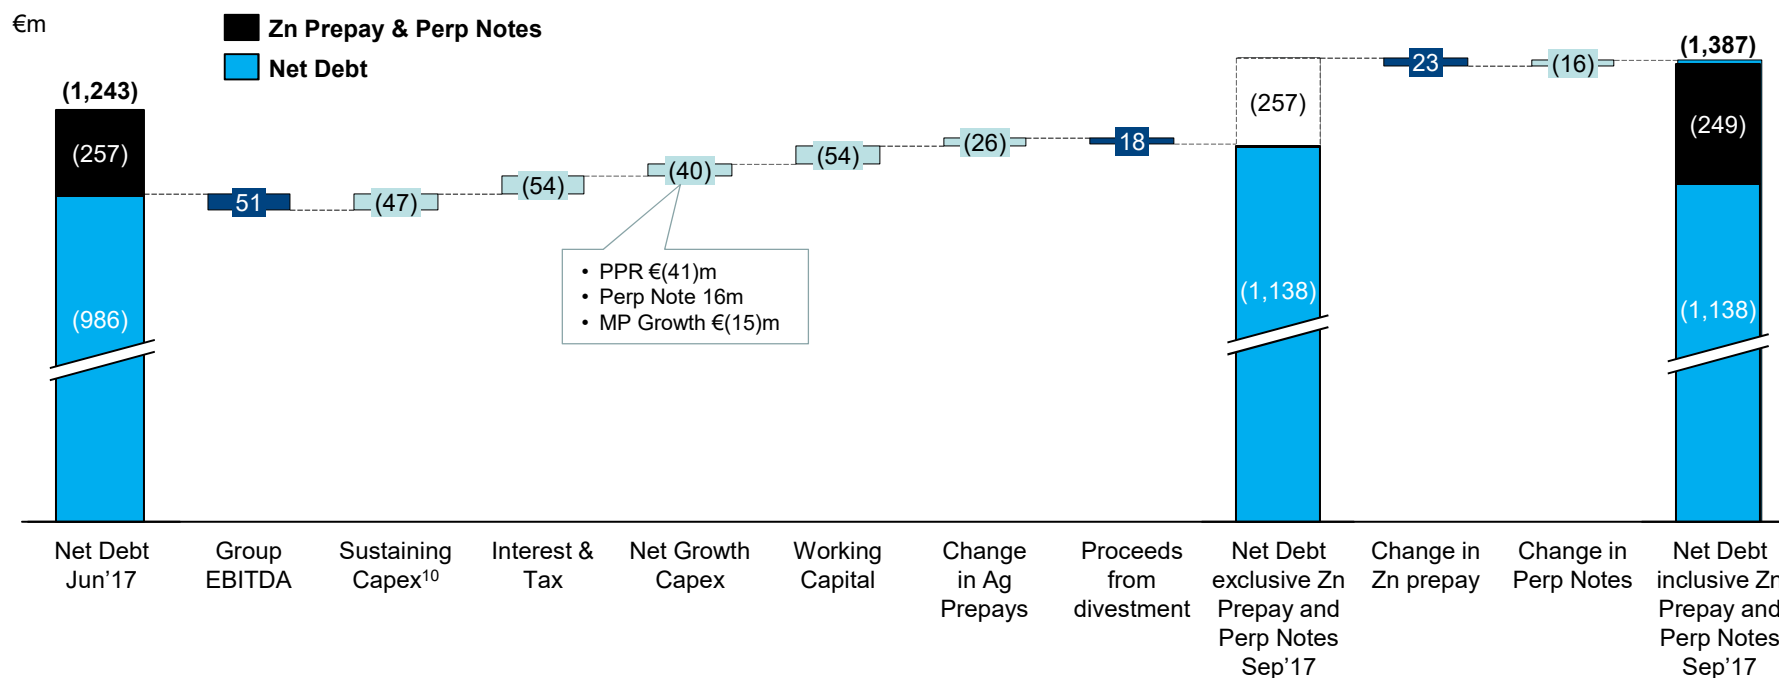 €m
Zn Prepay & Perp Notes
Net Debt
(1,243)
(257)
(986)
51
(47)
(54)
(40)
(54)
(26)
18
(257)
(1,138)
23
(16)
(1,387)
(249)
(1,138)
• PPR €(41)m
• Perp Note 16m
• MP Growth €(15)m
Net Debt
Jun’17
Group
EBITDA
Sustaining
Capex¹⁰
Interest &
Tax
Net Growth
Capex
Working
Capital
Change
in Ag
Prepays
Proceeds
from
divestment
Net Debt
exclusive Zn
Prepay and
Perp Notes
Sep’17
Change in
Zn prepay
Change in
Perp Notes
Net Debt
inclusive Zn
Prepay and
Perp Notes
Sep’17